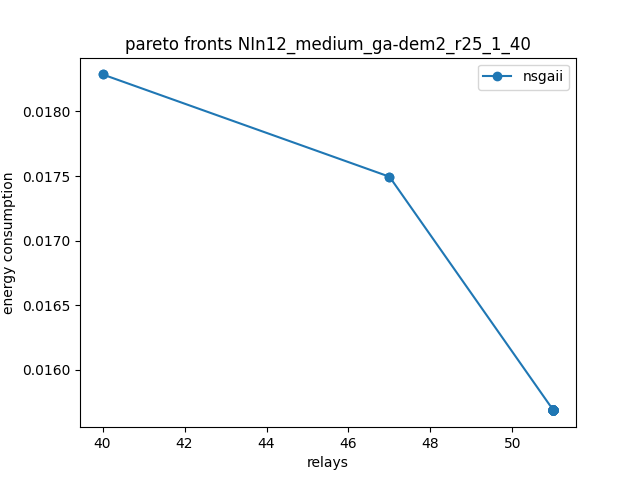 pareto fronts NIn12_medium_ga-dem2_r25_1_40
nsgaii
energy consumption
0.0180
0.0175
0.0170
0.0165
0.0160
40 42 44 46 48 50
relays